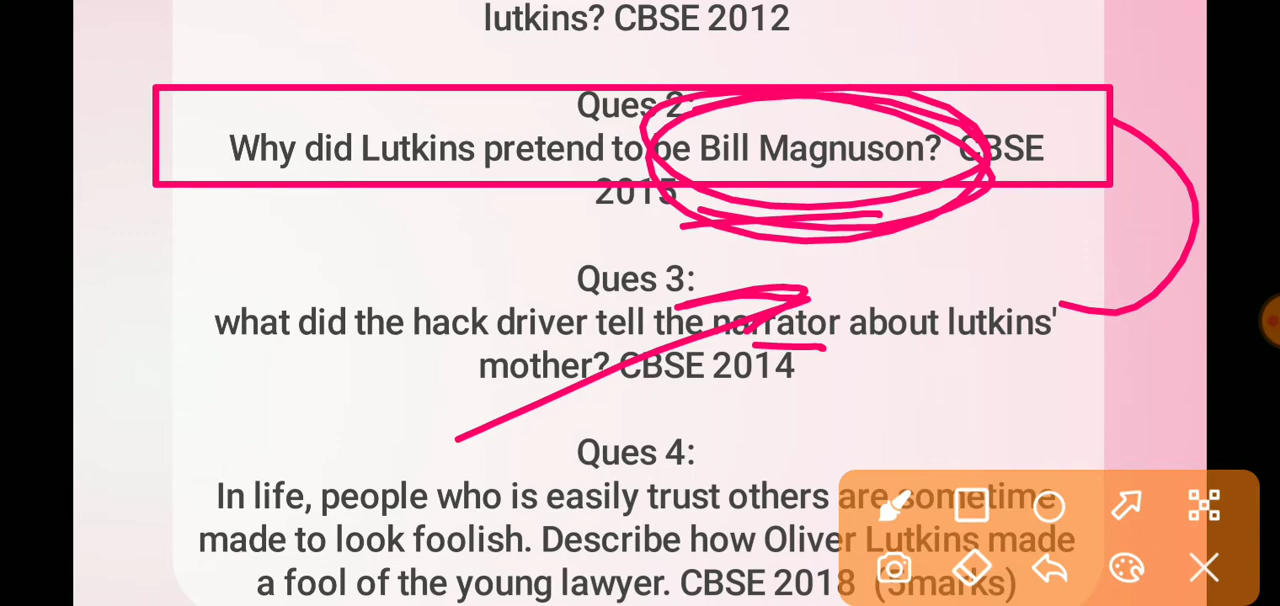 lutkins? CBSE 2012
Ques 2:
Why did Lutkins pretend to be Bill Magnuson? CBSE
2015
Ques 3:
what did the hack driver tell the narrator about lutkins'
mother? CBSE 2014
Ques 4:
In life, people who is easily trust others are sometime
made to look foolish. Describe how Oliver Lutkins made
a fool of the young lawyer. CBSE 2018 (5marks)